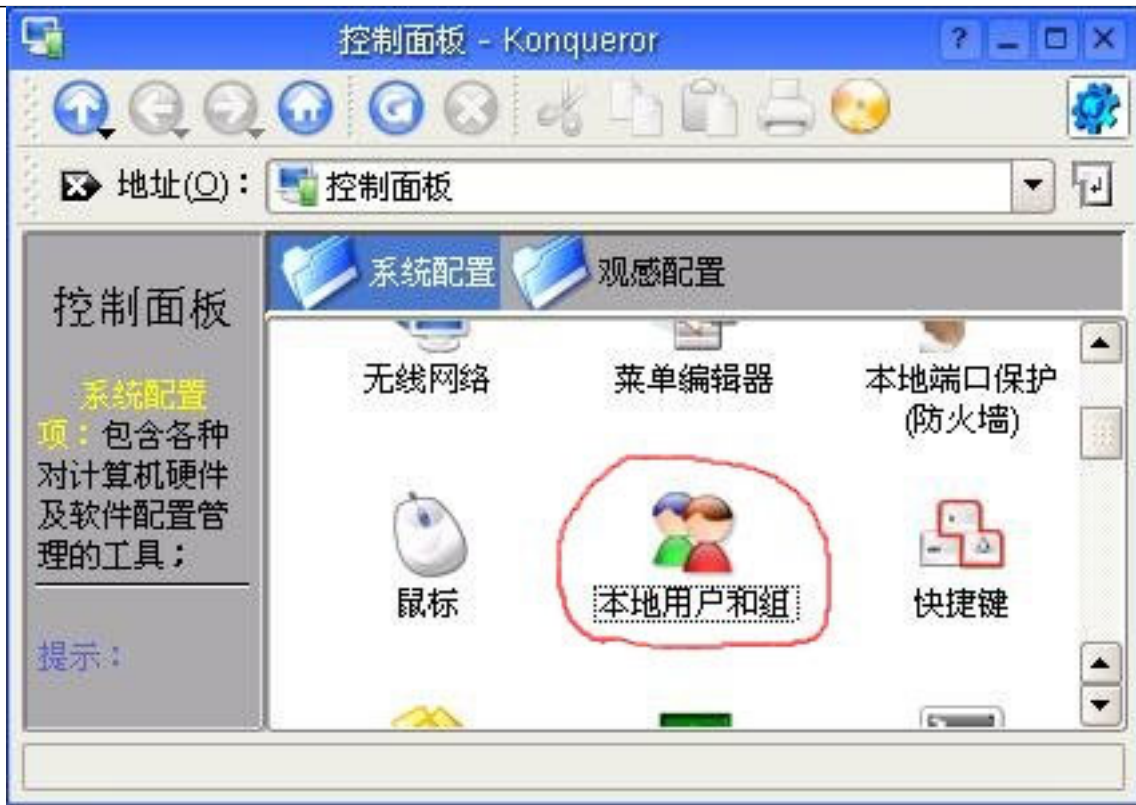 控制面板 - Konqueror
地址(O)：
控制面板
控制面板
系统配置
项：包含各种
对计算机硬件
及软件配置管
理的工具；
提示：
系统配置
观感配置
无线网络
菜单编辑器
本地端口保护
(防火墙)
鼠标
本地用户和组
快捷键